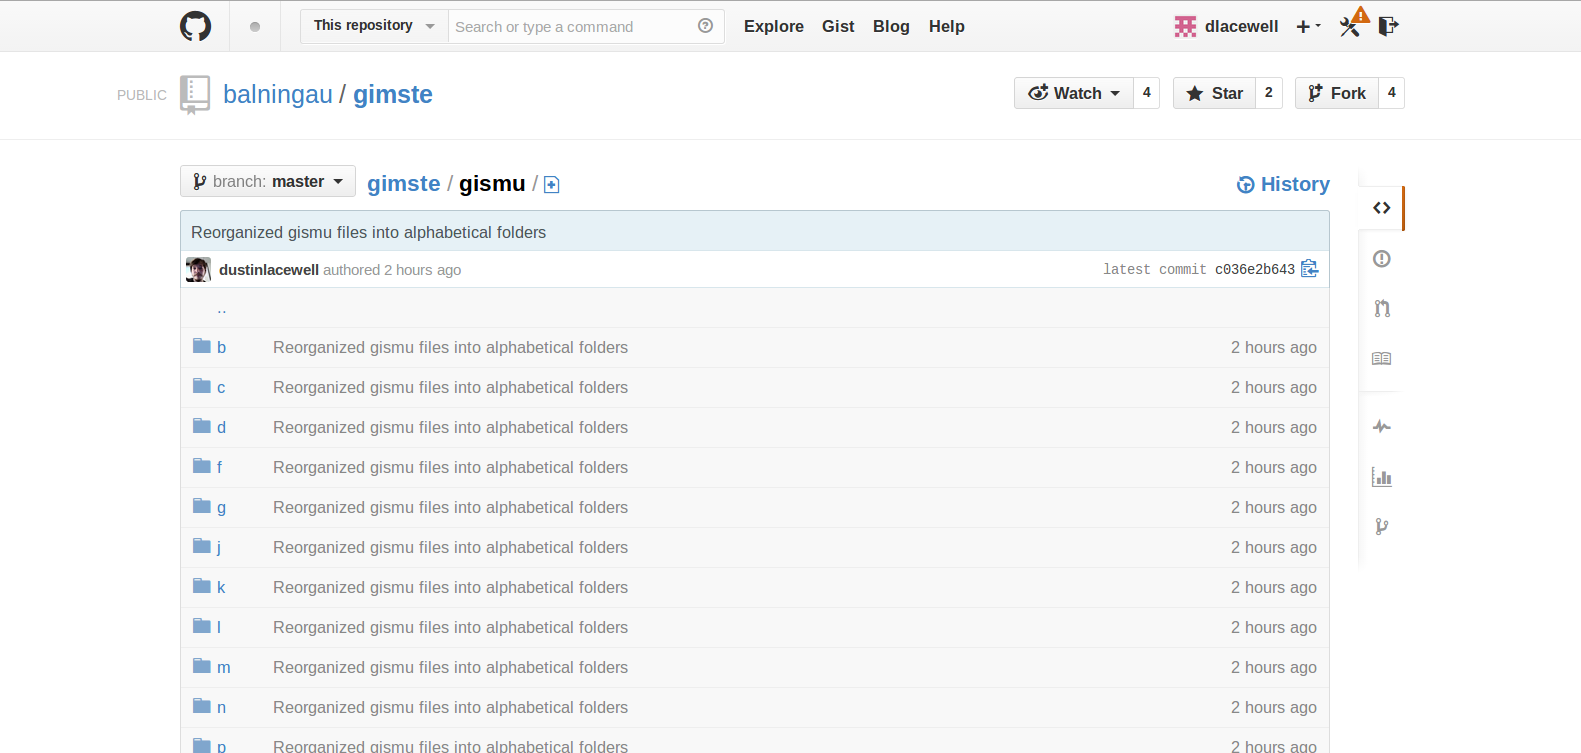 This repository Search or type a command Explore Gist Blog Help dlacewell
PUBLIC balningau / gimste Watch 4 Star 2 Fork 4
branch: master gimste / gismu / History
Reorganized gismu files into alphabetical folders
dustinlacewell authored 2 hours ago latest commit c036e2b643
..
b Reorganized gismu files into alphabetical folders 2 hours ago
c Reorganized gismu files into alphabetical folders 2 hours ago
d Reorganized gismu files into alphabetical folders 2 hours ago
f Reorganized gismu files into alphabetical folders 2 hours ago
g Reorganized gismu files into alphabetical folders 2 hours ago
j Reorganized gismu files into alphabetical folders 2 hours ago
k Reorganized gismu files into alphabetical folders 2 hours ago
l Reorganized gismu files into alphabetical folders 2 hours ago
m Reorganized gismu files into alphabetical folders 2 hours ago
n Reorganized gismu files into alphabetical folders 2 hours ago
p Reorganized gismu files into alphabetical folders 2 hours ago